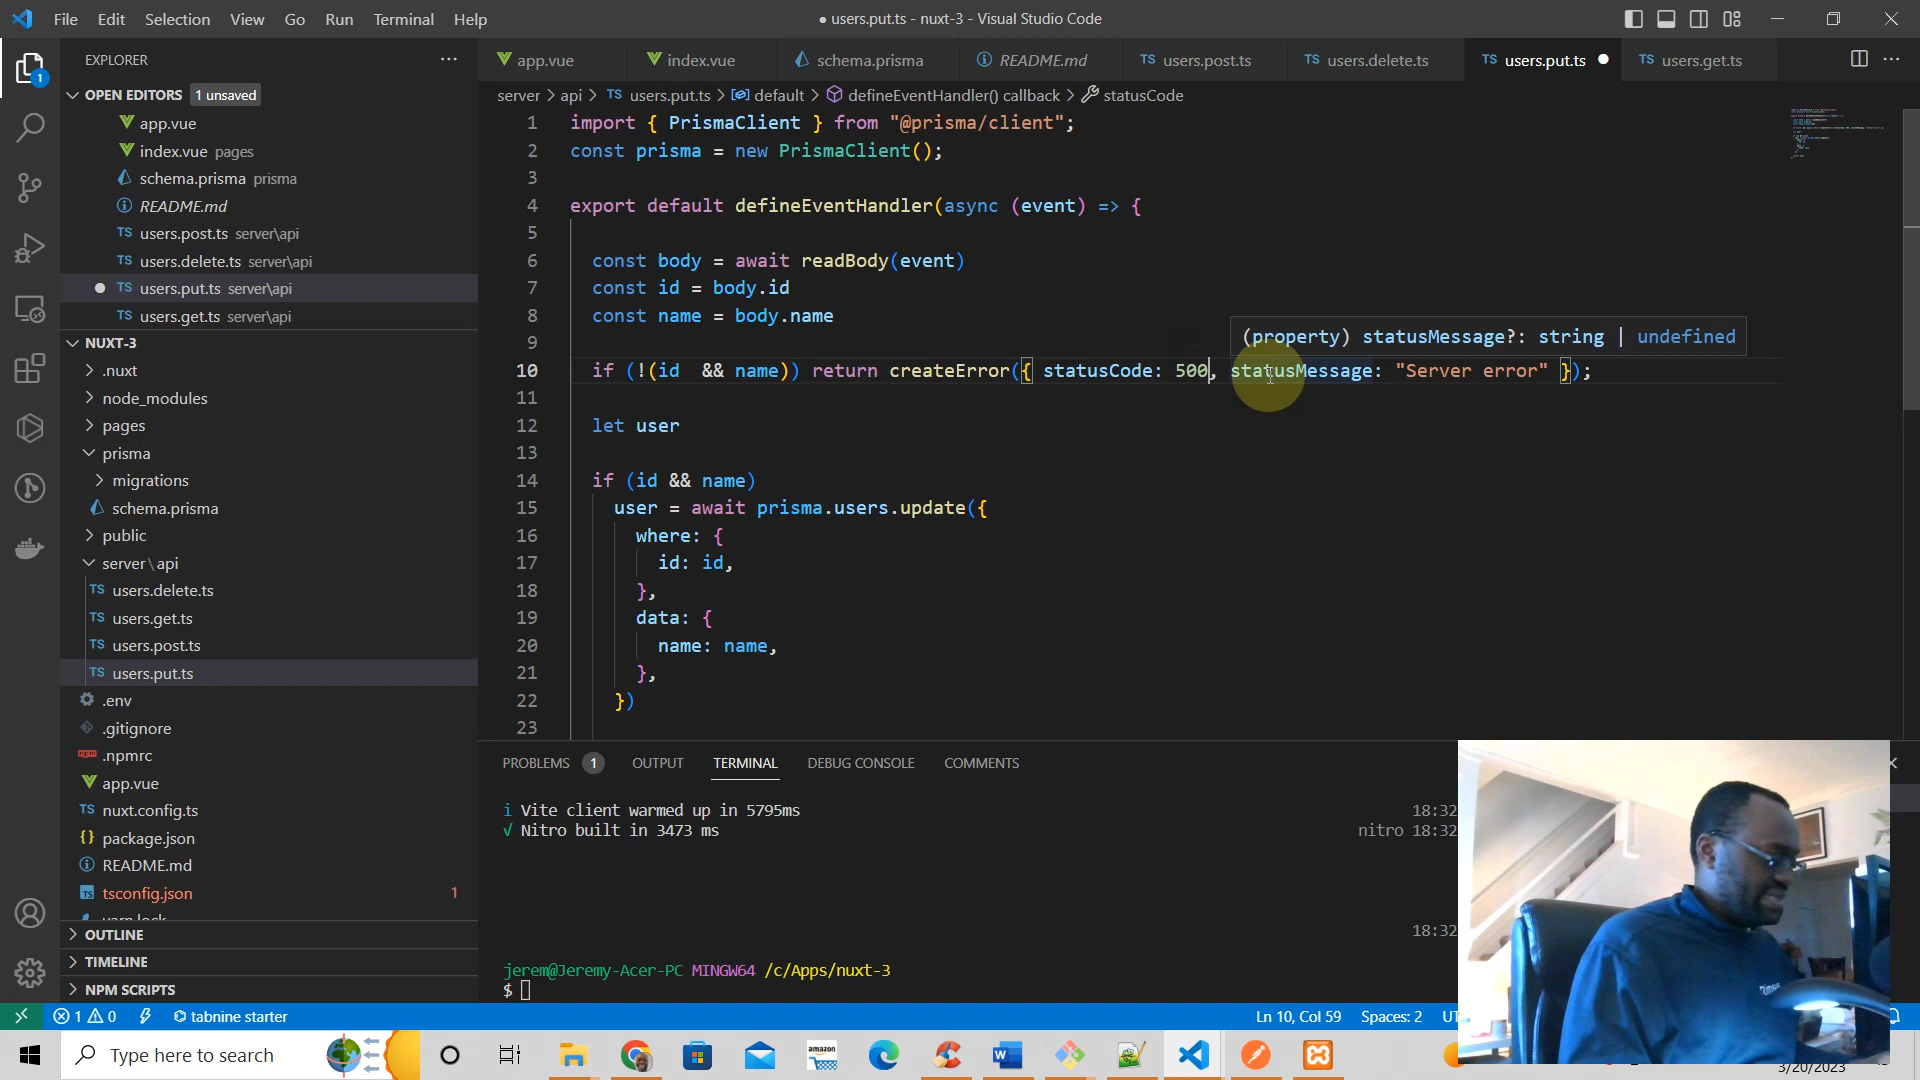 File Edit Selection View Go Run Terminal Help
● users.put.ts - nuxt-3 - Visual Studio Code
EXPLORER
OPEN EDITORS 1 unsaved
app.vue
index.vue pages
schema.prisma prisma
README.md
users.post.ts server\api
users.delete.ts server\api
users.put.ts server\api
users.get.ts server\api
NUXT-3
.nuxt
node_modules
pages
prisma
migrations
schema.prisma
public
server\api
users.delete.ts
users.get.ts
users.post.ts
users.put.ts
.env
.gitignore
.npmrc
app.vue
nuxt.config.ts
package.json
README.md
tsconfig.json 1
yarn.lock
OUTLINE
TIMELINE
NPM SCRIPTS
app.vue index.vue schema.prisma README.md users.post.ts users.delete.ts users.put.ts users.get.ts
server > api > TS users.put.ts > default > defineEventHandler() callback > statusCode
1 import { PrismaClient } from "@prisma/client";
2 const prisma = new PrismaClient();
3
4 export default defineEventHandler(async (event) => {
5
6 const body = await readBody(event)
7 const id = body.id
8 const name = body.name
9
(property) statusMessage?: string | undefined
10 if (!(id  && name)) return createError({ statusCode: 500, statusMessage: "Server error" });
11
12 let user
13
14 if (id && name)
15 user = await prisma.users.update({
16 where: {
17 id: id,
18 },
19 data: {
20 name: name,
21 },
22 })
23
PROBLEMS 1 OUTPUT TERMINAL DEBUG CONSOLE COMMENTS
i Vite client warmed up in 5795ms 18:32
√ Nitro built in 3473 ms nitro 18:32
18:32
jerem@Jeremy-Acer-PC MINGW64 /c/Apps/nuxt-3
$
1 0 tabnine starter Ln 10, Col 59 Spaces: 2
Type here to search
amazon
3/20/2023